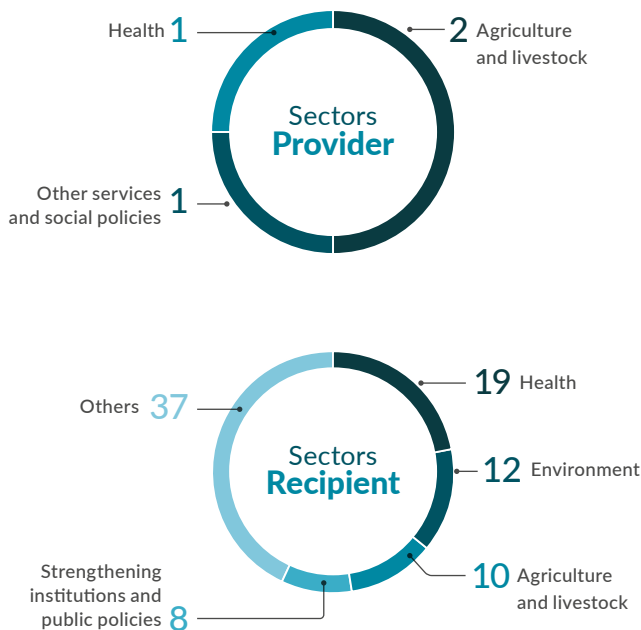 Health 1
2 Agriculture
and livestock
Sectors
Provider
Other services
and social policies 1
19 Health
Others 37
Sectors
Recipient
12 Environment
Strengthening
institutions and
public policies 8
10 Agriculture
and livestock